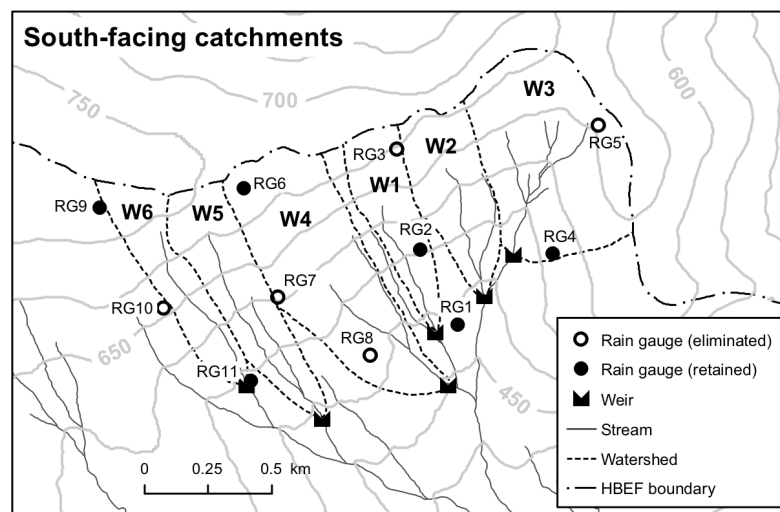 South-facing catchments
750
700
600
W3
RG3
W2
RG5
W1
RG6
RG9
W6
W5
W4
RG2
RG4
RG7
RG10
RG1
RG8
650
RG11
450
0 0.25 0.5 km
Rain gauge (eliminated)
Rain gauge (retained)
Weir
Stream
Watershed
HBEF boundary